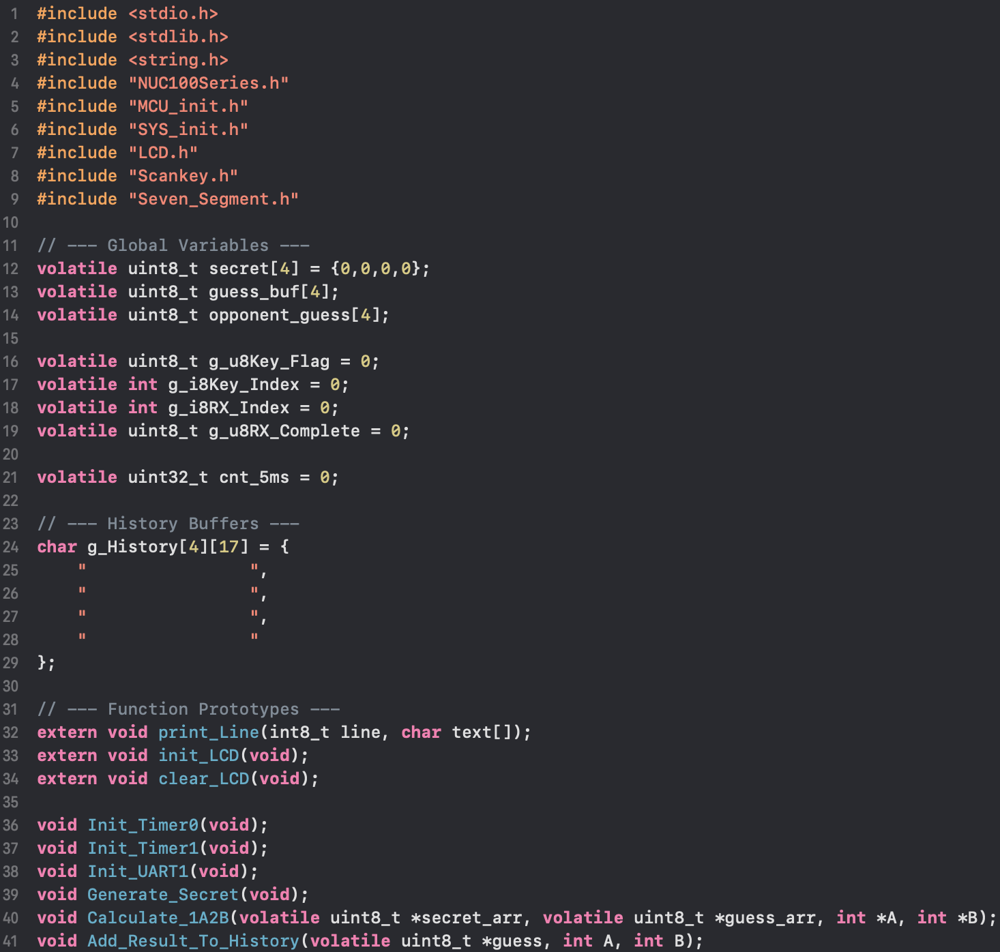 1 #include <stdio.h>
2 #include <stdlib.h>
3 #include <string.h>
4 #include "NUC100Series.h"
5 #include "MCU_init.h"
6 #include "SYS_init.h"
7 #include "LCD.h"
8 #include "Scankey.h"
9 #include "Seven_Segment.h"
10
11 // --- Global Variables ---
12 volatile uint8_t secret[4] = {0,0,0,0};
13 volatile uint8_t guess_buf[4];
14 volatile uint8_t opponent_guess[4];
15
16 volatile uint8_t g_u8Key_Flag = 0;
17 volatile int g_i8Key_Index = 0;
18 volatile int g_i8RX_Index = 0;
19 volatile uint8_t g_u8RX_Complete = 0;
20
21 volatile uint32_t cnt_5ms = 0;
22
23 // --- History Buffers ---
24 char g_History[4][17] = {
25     "                ",
26     "                ",
27     "                ",
28     "                "
29 };
30
31 // --- Function Prototypes ---
32 extern void print_Line(int8_t line, char text[]);
33 extern void init_LCD(void);
34 extern void clear_LCD(void);
35
36 void Init_Timer0(void);
37 void Init_Timer1(void);
38 void Init_UART1(void);
39 void Generate_Secret(void);
40 void Calculate_1A2B(volatile uint8_t *secret_arr, volatile uint8_t *guess_arr, int *A, int *B);
41 void Add_Result_To_History(volatile uint8_t *guess, int A, int B);